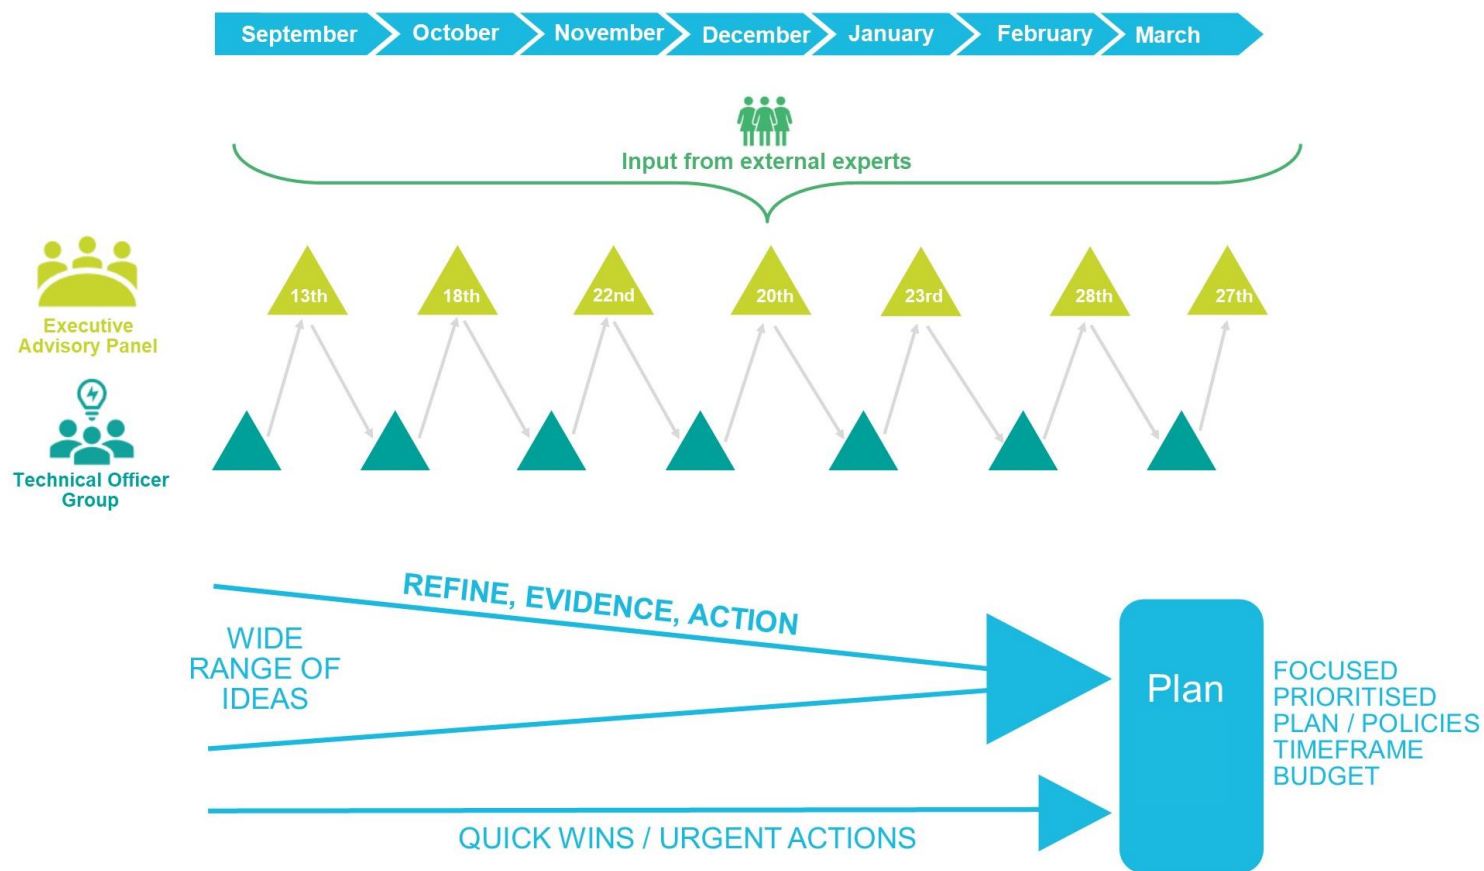 September October November December January February March
Input from external experts
13th 18th 22nd 20th 23rd 28th 27th
Executive
Advisory Panel
Technical Officer
Group
REFINE, EVIDENCE, ACTION
WIDE
RANGE OF
IDEAS
Plan
FOCUSED
PRIORITISED
PLAN / POLICIES
TIMEFRAME
BUDGET
QUICK WINS / URGENT ACTIONS